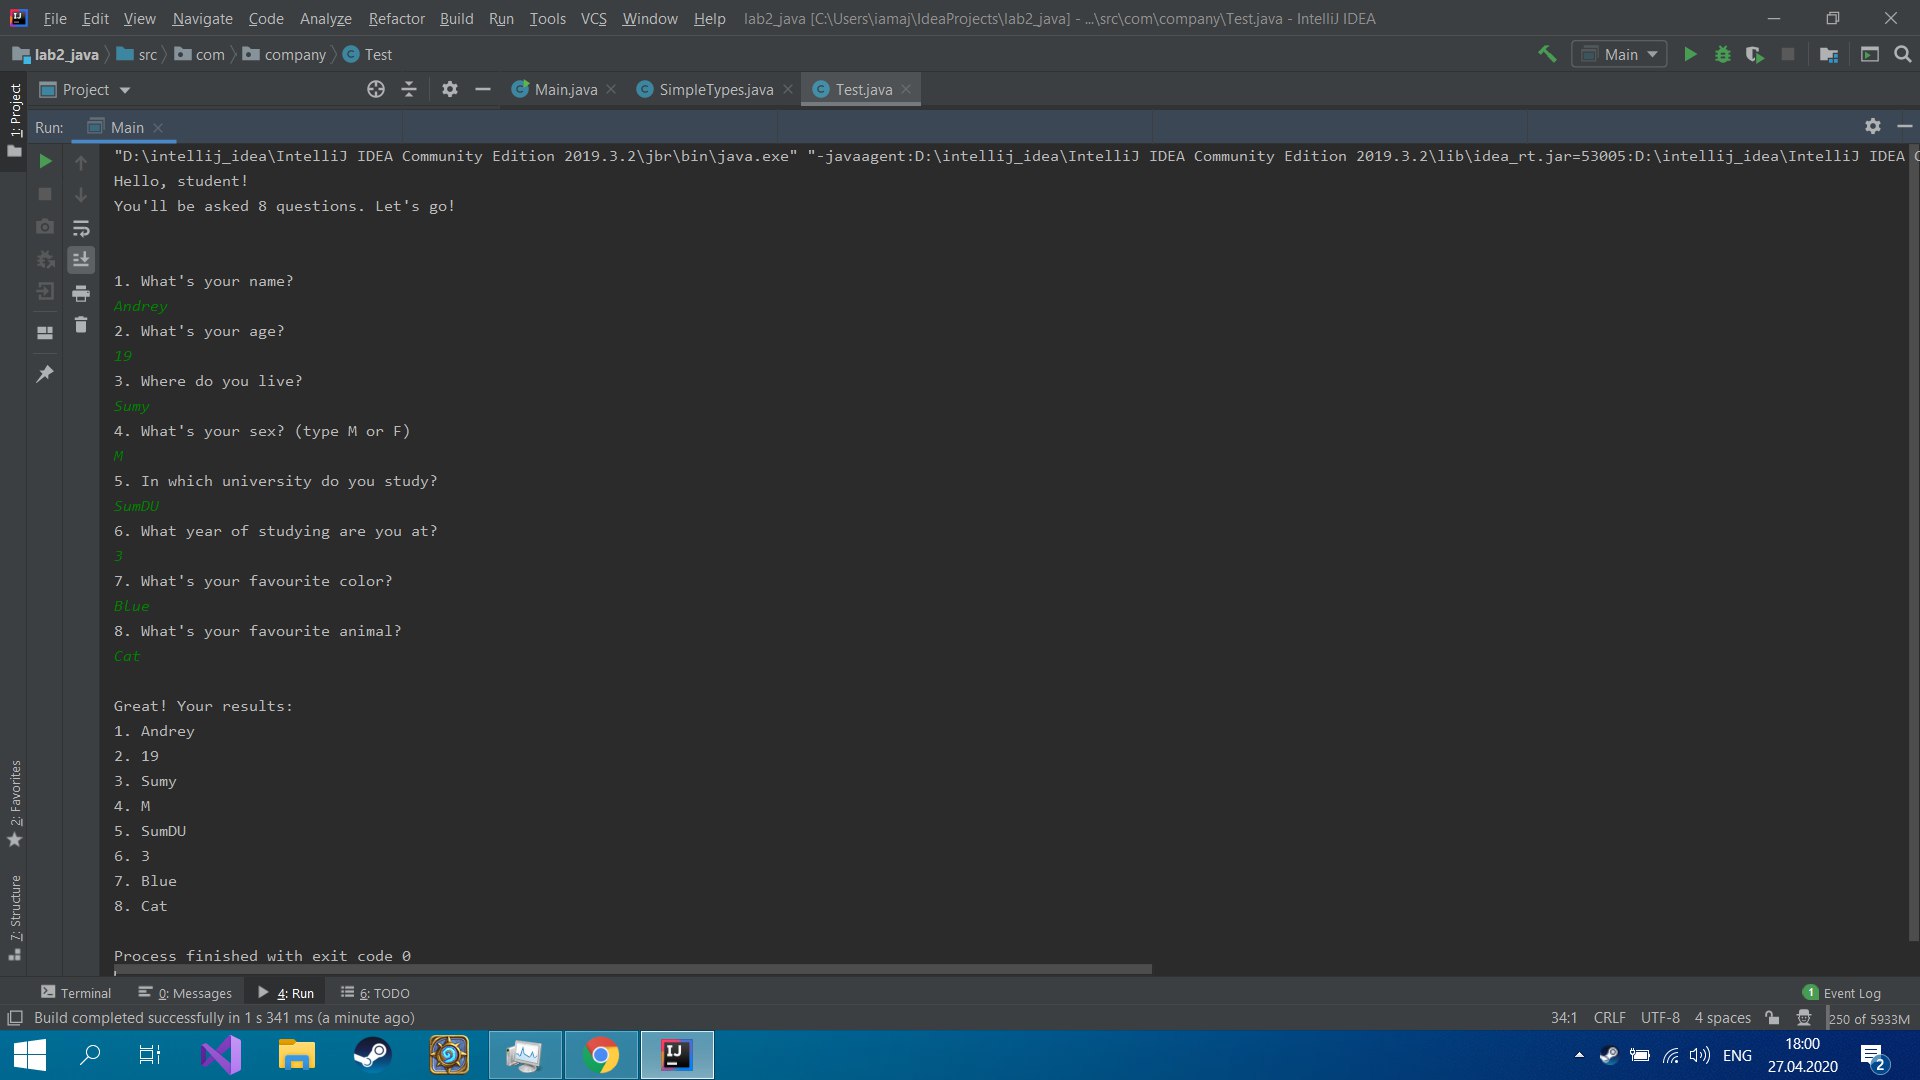 File Edit View Navigate Code Analyze Refactor Build Run Tools VCS Window Help lab2_java [C:\Users\iamaj\IdeaProjects\lab2_java] - ...\src\com\company\Test.java - IntelliJ IDEA
lab2_java src com company Test Main
1: Project
Project Main.java SimpleTypes.java Test.java
Run: Main
"D:\intellij_idea\IntelliJ IDEA Community Edition 2019.3.2\jbr\bin\java.exe" "-javaagent:D:\intellij_idea\IntelliJ IDEA Community Edition 2019.3.2\lib\idea_rt.jar=53005:D:\intellij_idea\IntelliJ IDEA C
Hello, student!
You'll be asked 8 questions. Let's go!
1. What's your name?
Andrey
2. What's your age?
19
3. Where do you live?
Sumy
4. What's your sex? (type M or F)
M
5. In which university do you study?
SumDU
6. What year of studying are you at?
3
7. What's your favourite color?
Blue
8. What's your favourite animal?
Cat
Great! Your results:
1. Andrey
2. 19
3. Sumy
4. M
5. SumDU
6. 3
7. Blue
8. Cat
Process finished with exit code 0
2: Favorites
7: Structure
Terminal 0: Messages 4: Run 6: TODO 1 Event Log
Build completed successfully in 1 s 341 ms (a minute ago) 34:1 CRLF UTF-8 4 spaces 250 of 5933M
IJ ENG 18:00
27.04.2020 2